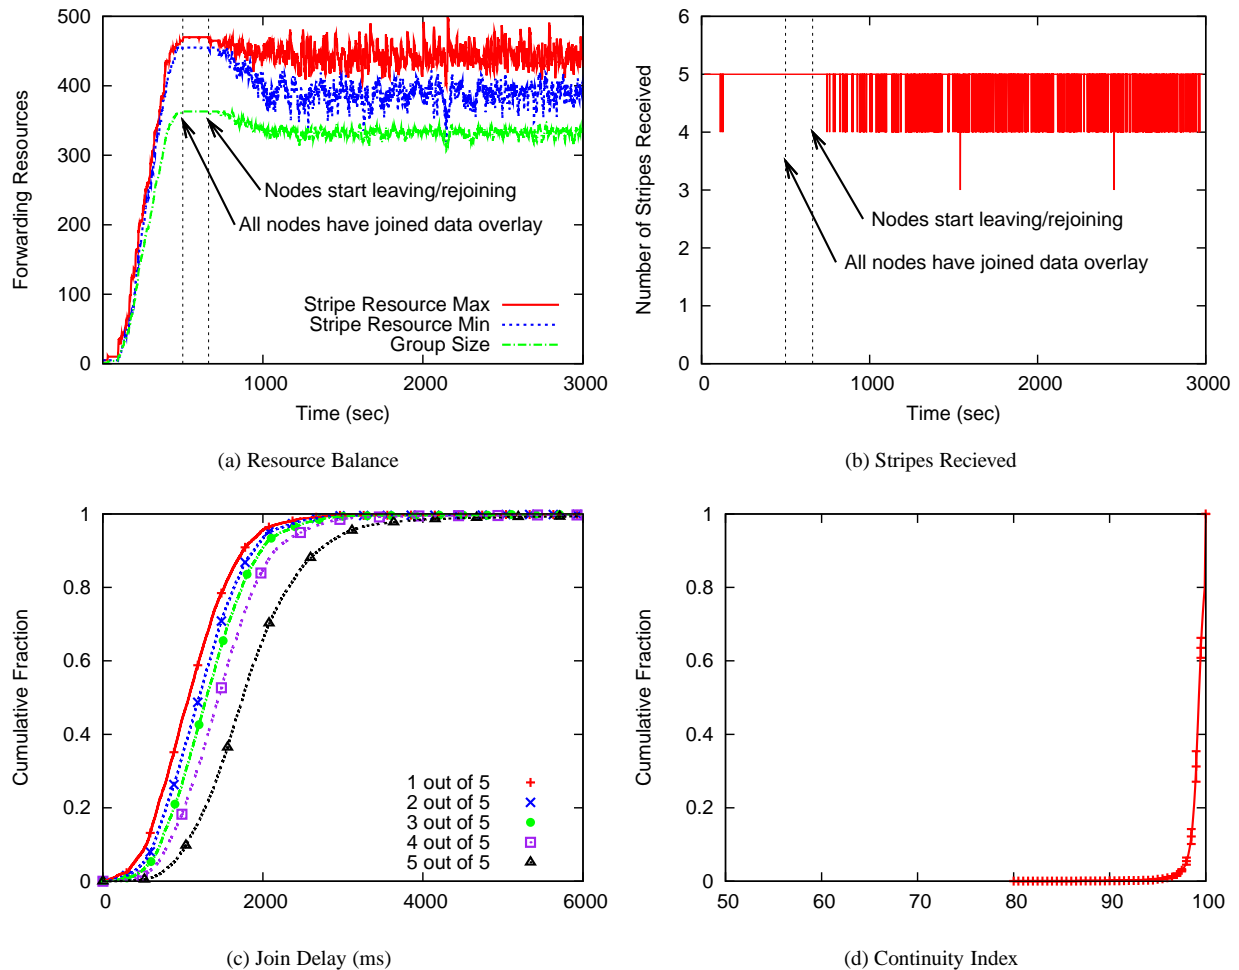 500
400
300
200
100
0
0
1000
2000
3000
Forwarding Resources
Time (sec)
Nodes start leaving/rejoining
All nodes have joined data overlay
Stripe Resource Max
Stripe Resource Min
Group Size
(a) Resource Balance
6
5
4
3
2
1
0
0
1000
2000
3000
Number of Stripes Received
Time (sec)
Nodes start leaving/rejoining
All nodes have joined data overlay
(b) Stripes Recieved
1
0.8
0.6
0.4
0.2
0
0
2000
4000
6000
Cumulative Fraction
1 out of 5
2 out of 5
3 out of 5
4 out of 5
5 out of 5
(c) Join Delay (ms)
1
0.8
0.6
0.4
0.2
0
50
60
70
80
90
100
Cumulative Fraction
(d) Continuity Index